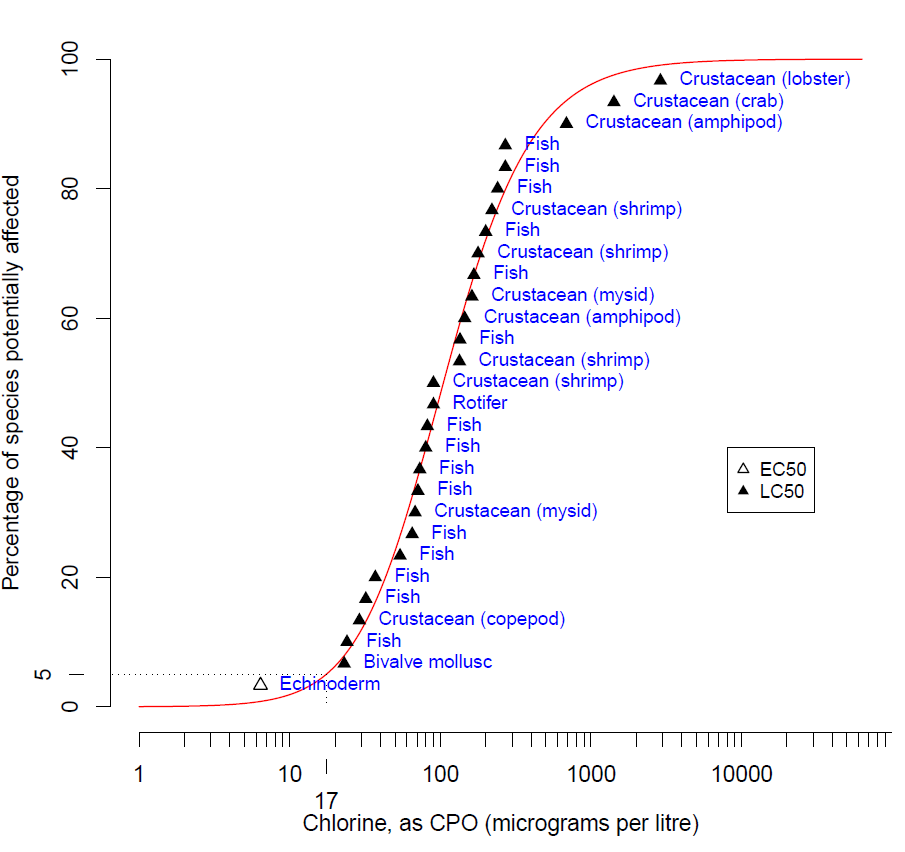 Percentage of species potentially affected
100
80
60
40
20
5
0
Crustacean (lobster)
Crustacean (crab)
Crustacean (amphipod)
Fish
Fish
Fish
Crustacean (shrimp)
Fish
Crustacean (shrimp)
Fish
Crustacean (mysid)
Crustacean (amphipod)
Fish
Crustacean (shrimp)
Crustacean (shrimp)
Rotifer
Fish
Fish
Fish
Fish
Crustacean (mysid)
Fish
Fish
Fish
Fish
Crustacean (copepod)
Fish
Bivalve mollusc
Echinoderm
EC50
LC50
1 10 100 1000 10000
17
Chlorine, as CPO (micrograms per litre)